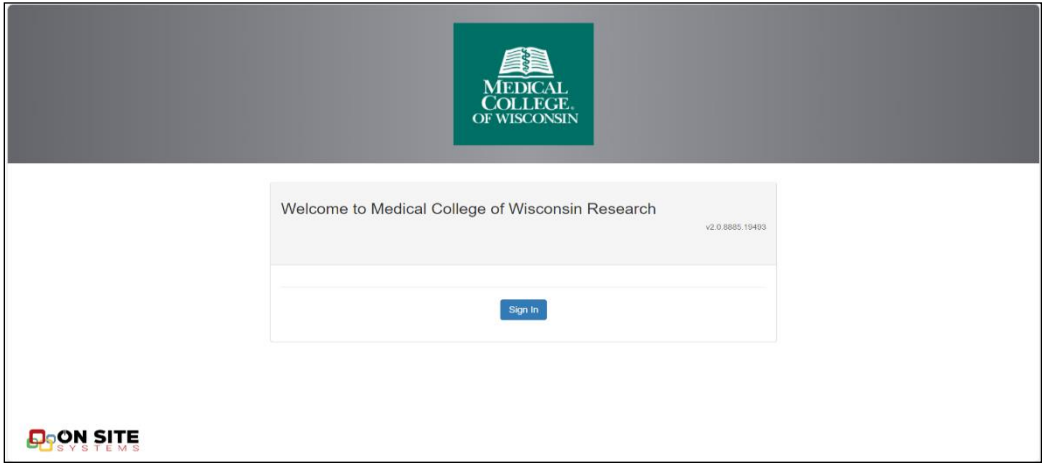 MEDICAL
COLLEGE
OF WISCONSIN
Welcome to Medical College of Wisconsin Research
v2.0.8885.19493
Sign In
ON SITE
SYSTEMS